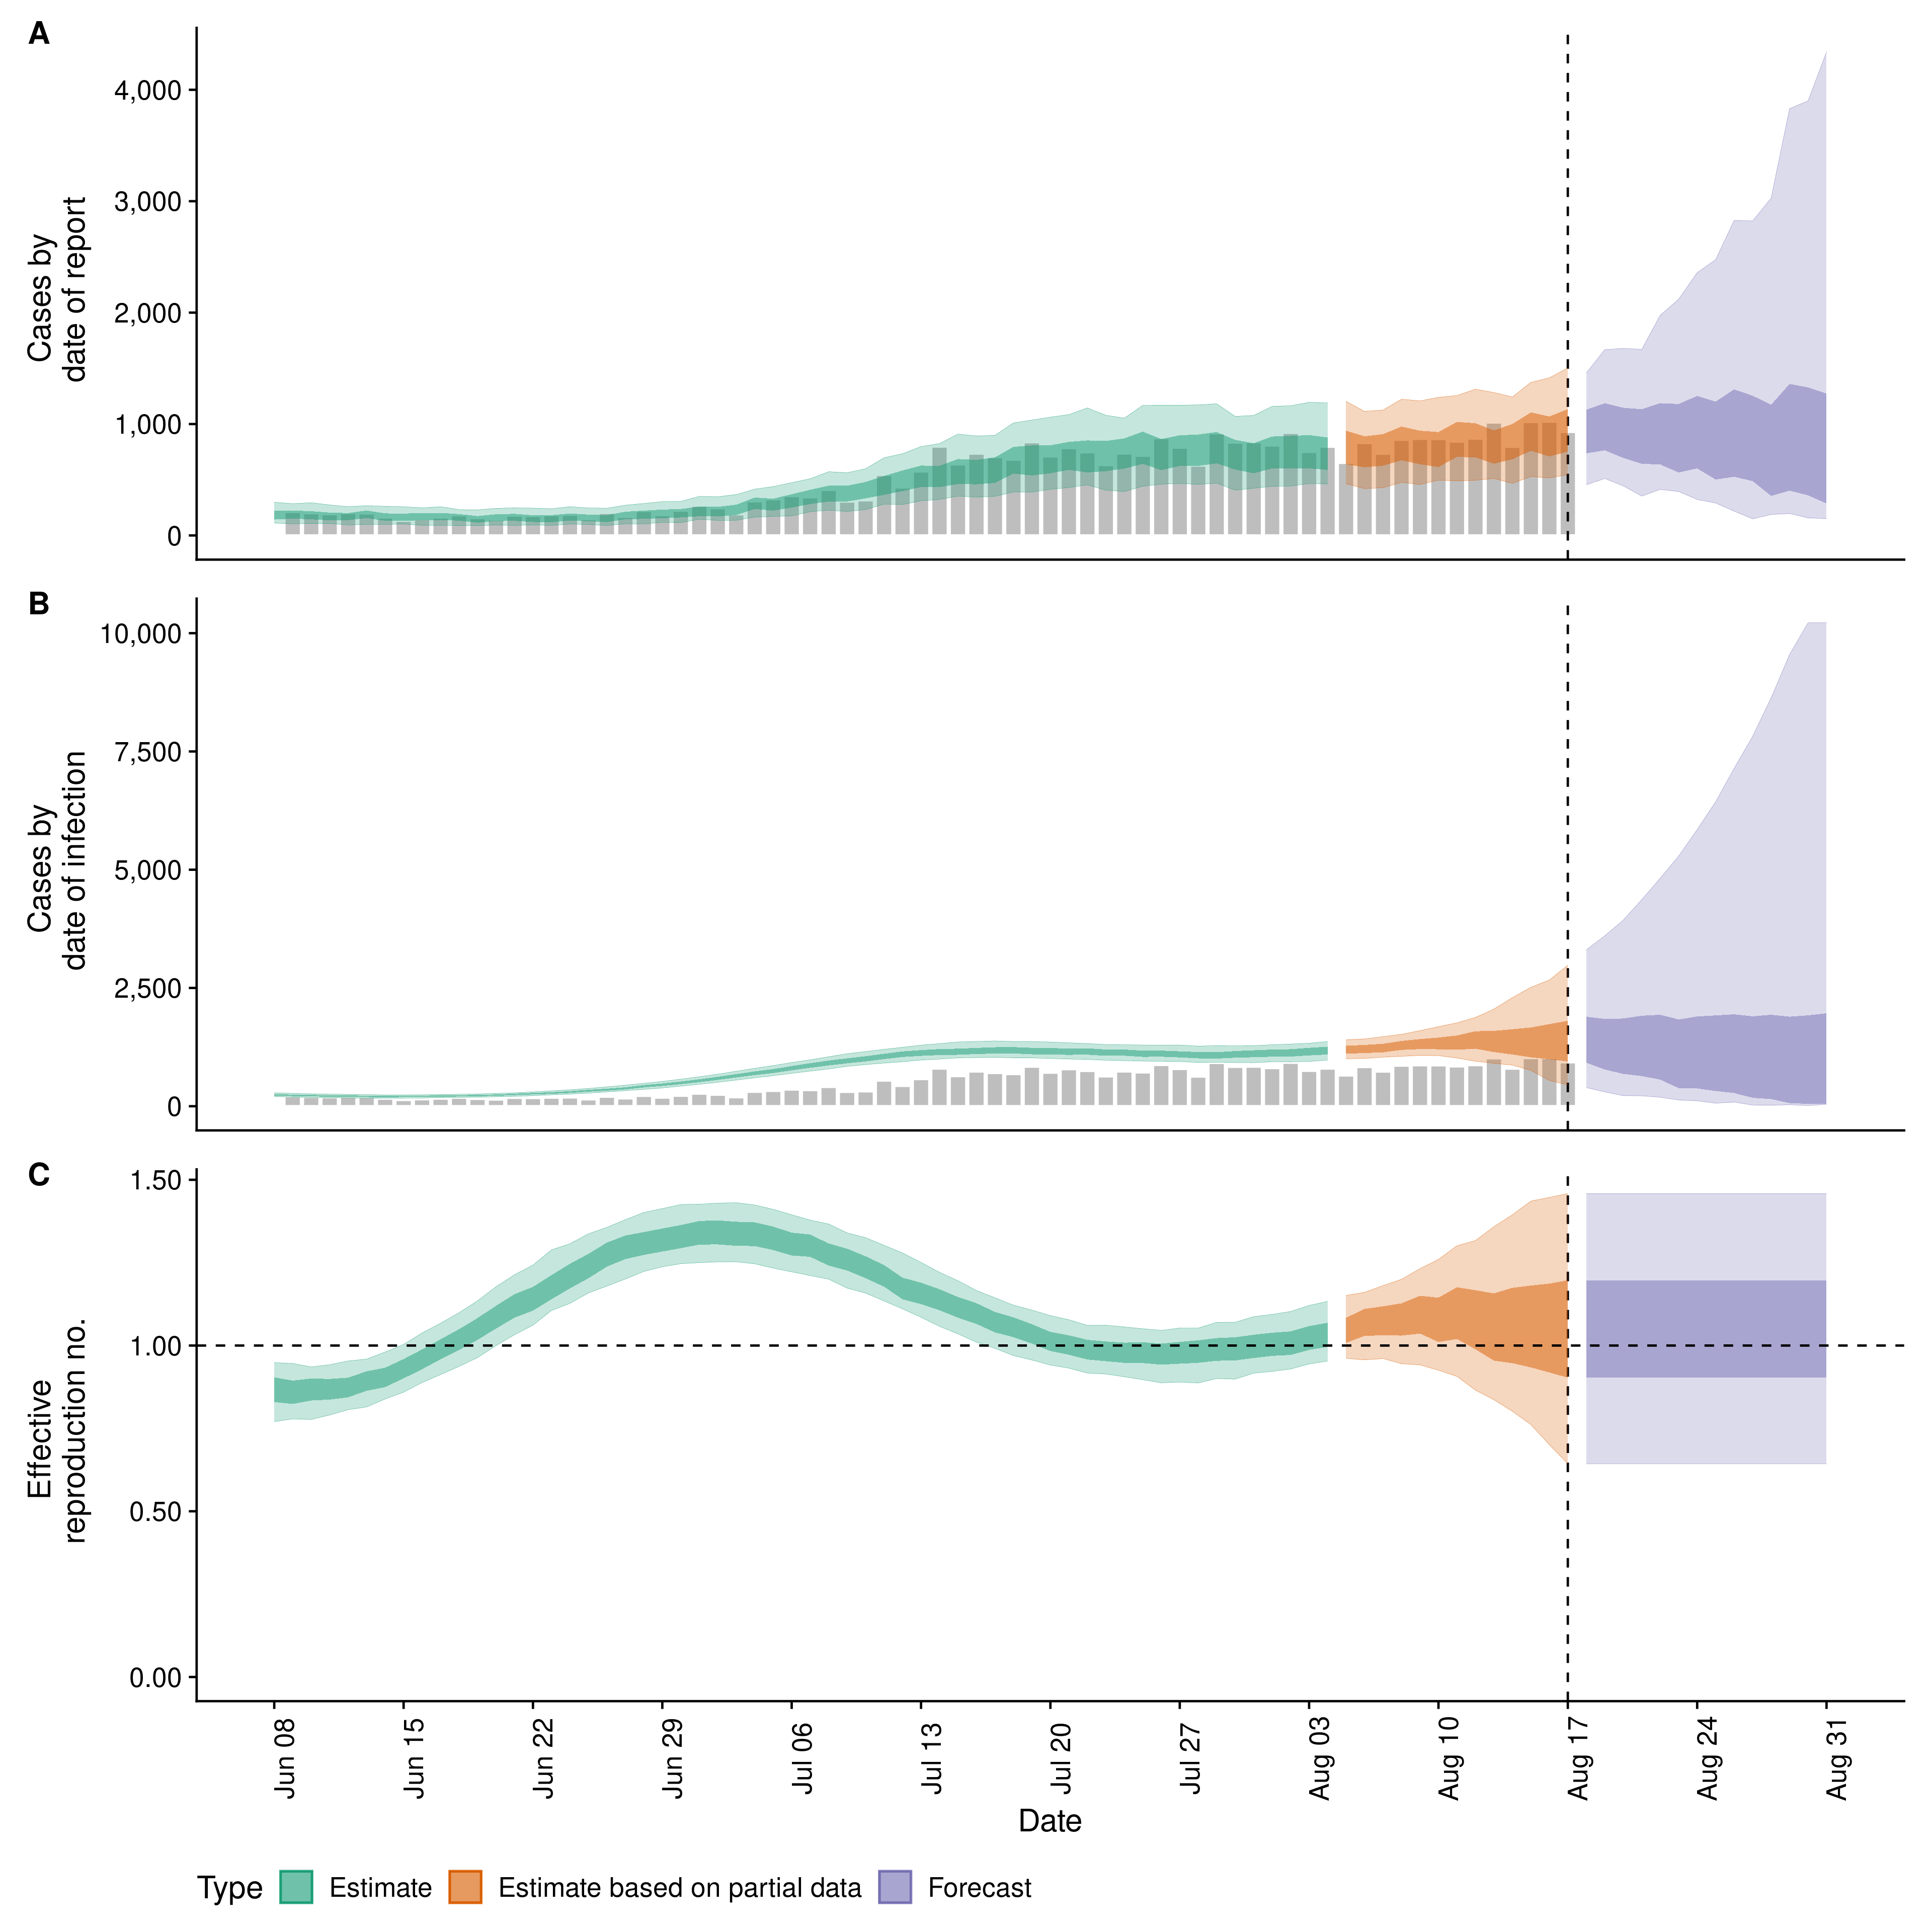 A
Cases by
date of report
4,000
3,000
2,000
1,000
0
B
Cases by
date of infection
10,000
7,500
5,000
2,500
0
C
Effective
reproduction no.
1.50
1.00
0.50
0.00
Jun 08
Jun 15
Jun 22
Jun 29
Jul 06
Jul 13
Jul 20
Jul 27
Aug 03
Aug 10
Aug 17
Aug 24
Aug 31
Date
Type Estimate Estimate based on partial data Forecast